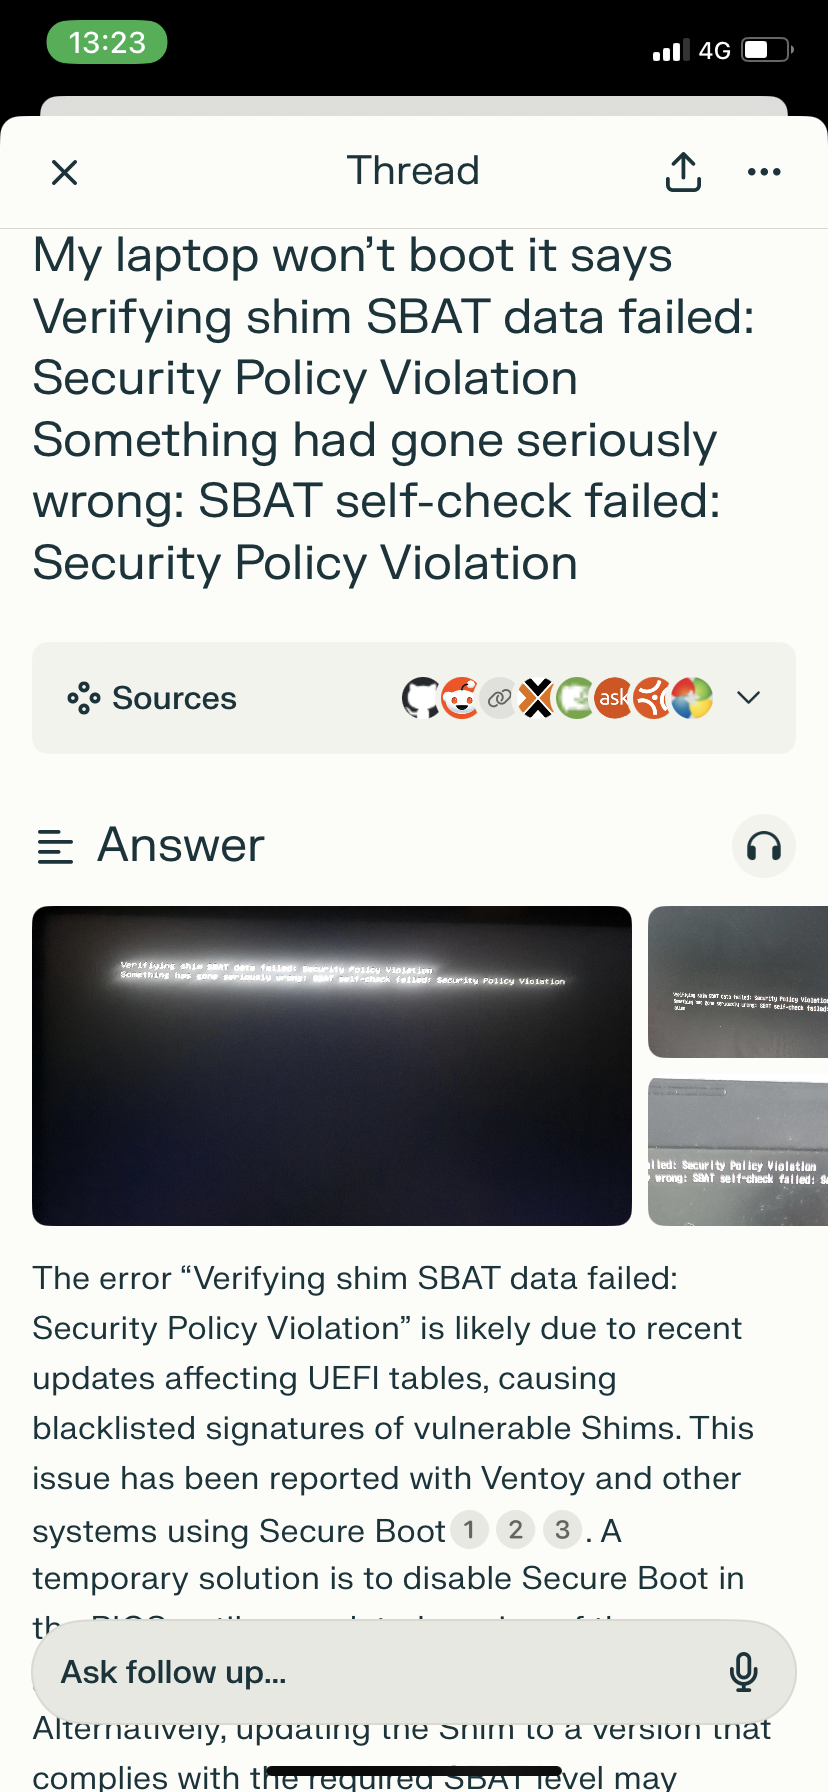 13:23
4G
Thread
My laptop won’t boot it says
Verifying shim SBAT data failed:
Security Policy Violation
Something had gone seriously
wrong: SBAT self-check failed:
Security Policy Violation
Sources
ask
Answer
Verifiying shim SBAT data failed: Security Policy Violation
Something has gone seriously wrong: SBAT self-check failed: Security Policy Violation
Verifiying shim SBAT data failed: Security Policy Violation
Something has gone seriously wrong: SBAT self-check failed:
ailed: Security Policy Violation
wrong: SBAT self-check failed:
The error “Verifying shim SBAT data failed:
Security Policy Violation” is likely due to recent
updates affecting UEFI tables, causing
blacklisted signatures of vulnerable Shims. This
issue has been reported with Ventoy and other
systems using Secure Boot 1 2 3 . A
temporary solution is to disable Secure Boot in
Ask follow up...
Alternatively, updating the Shim to a version that
complies with the required SBAT level may